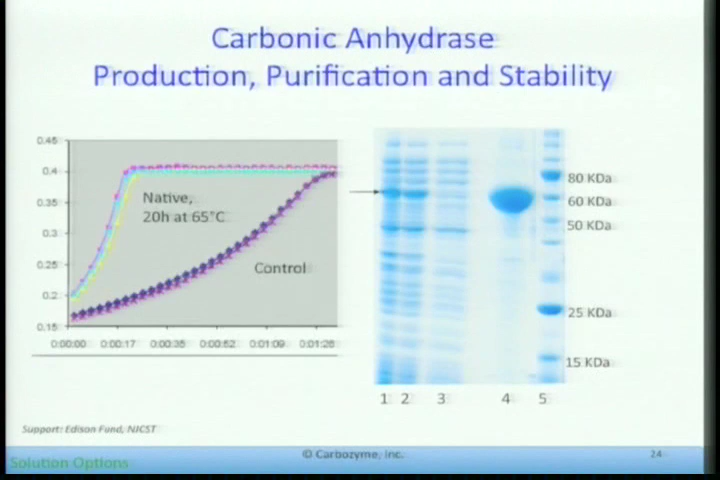 Carbonic Anhydrase
Production, Purification and Stability
0.45
0.4
0.35
0.3
0.25
0.2
0.15
Native,
20h at 65°C
Control
0:00:00 0:00:17 0:00:35 0:00:52 0:01:09 0:01:26
80 KDa
60 KDa
50 KDa
25 KDa
15 KDa
1 2 3 4 5
Support: Edison Fund, NICST
© Carbozyme, Inc.
24
Solution Options